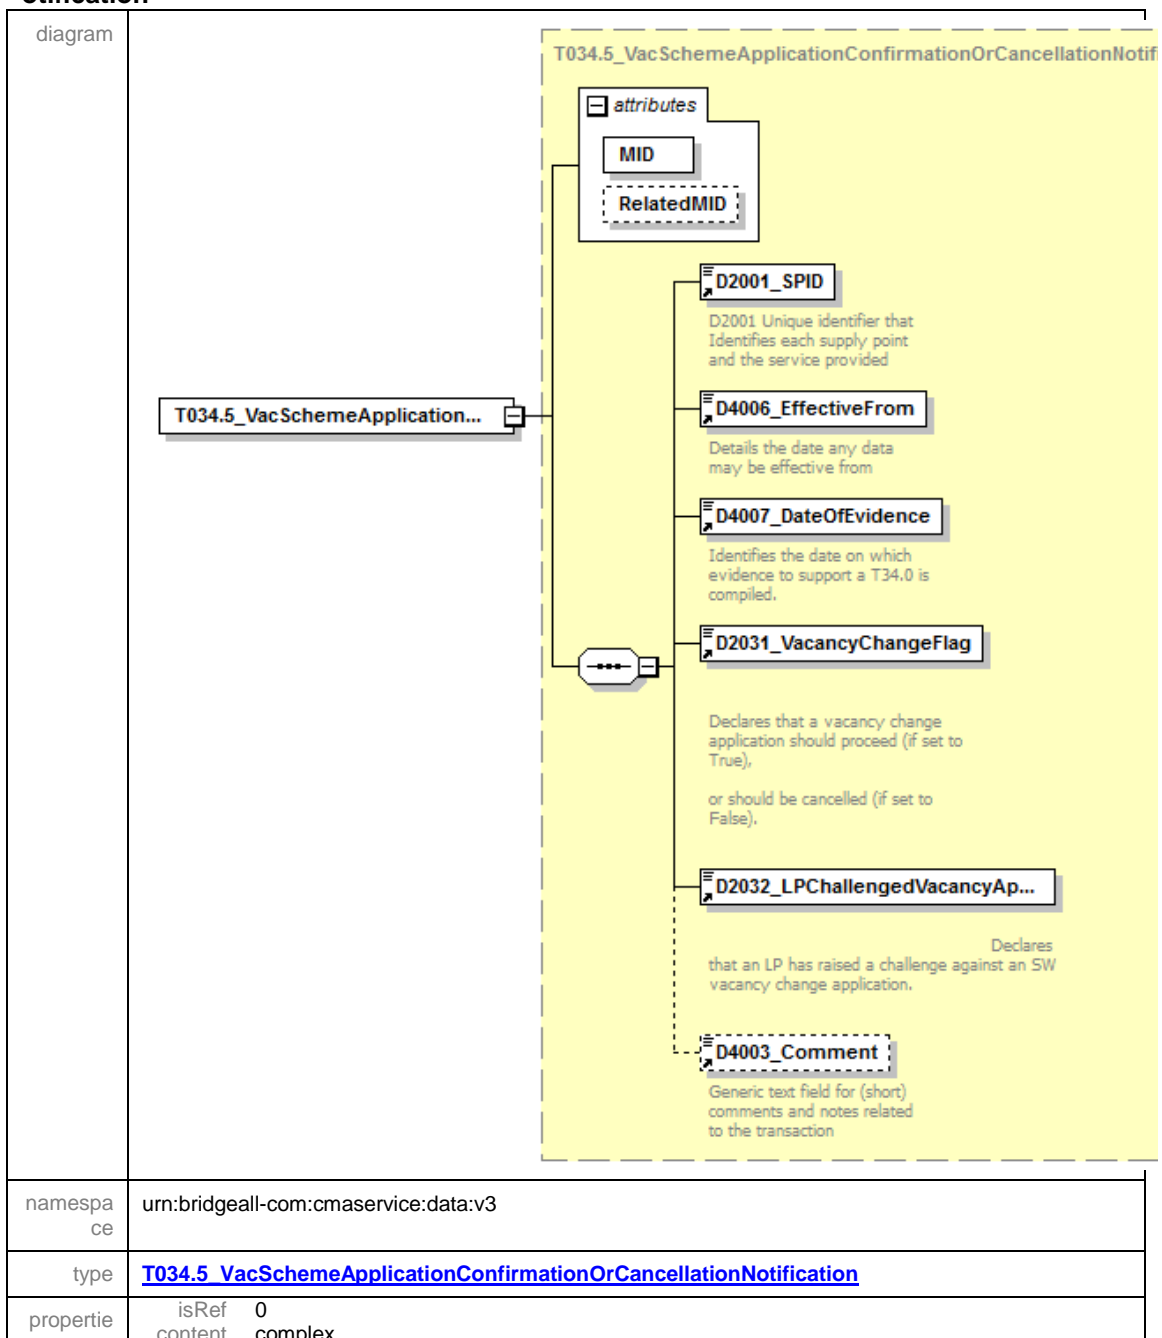 otification
diagram
T034.5_VacSchemeApplicationConfirmationOrCancellationNotif
attributes
MID
RelatedMID
D2001_SPID
D2001 Unique identifier that
Identifies each supply point
and the service provided
T034.5_VacSchemeApplication...
D4006_EffectiveFrom
Details the date any data
may be effective from
D4007_DateOfEvidence
Identifies the date on which
evidence to support a T34.0 is
compiled.
D2031_VacancyChangeFlag
Declares that a vacancy change
application should proceed (if set to
True),
or should be cancelled (if set to
False).
D2032_LPChallengedVacancyAp...
Declares
that an LP has raised a challenge against an SW
vacancy change application.
D4003_Comment
Generic text field for (short)
comments and notes related
to the transaction
namespa
ce
urn:bridgeall-com:cmaservice:data:v3
type
T034.5_VacSchemeApplicationConfirmationOrCancellationNotification
propertie
isRef 0
content complex